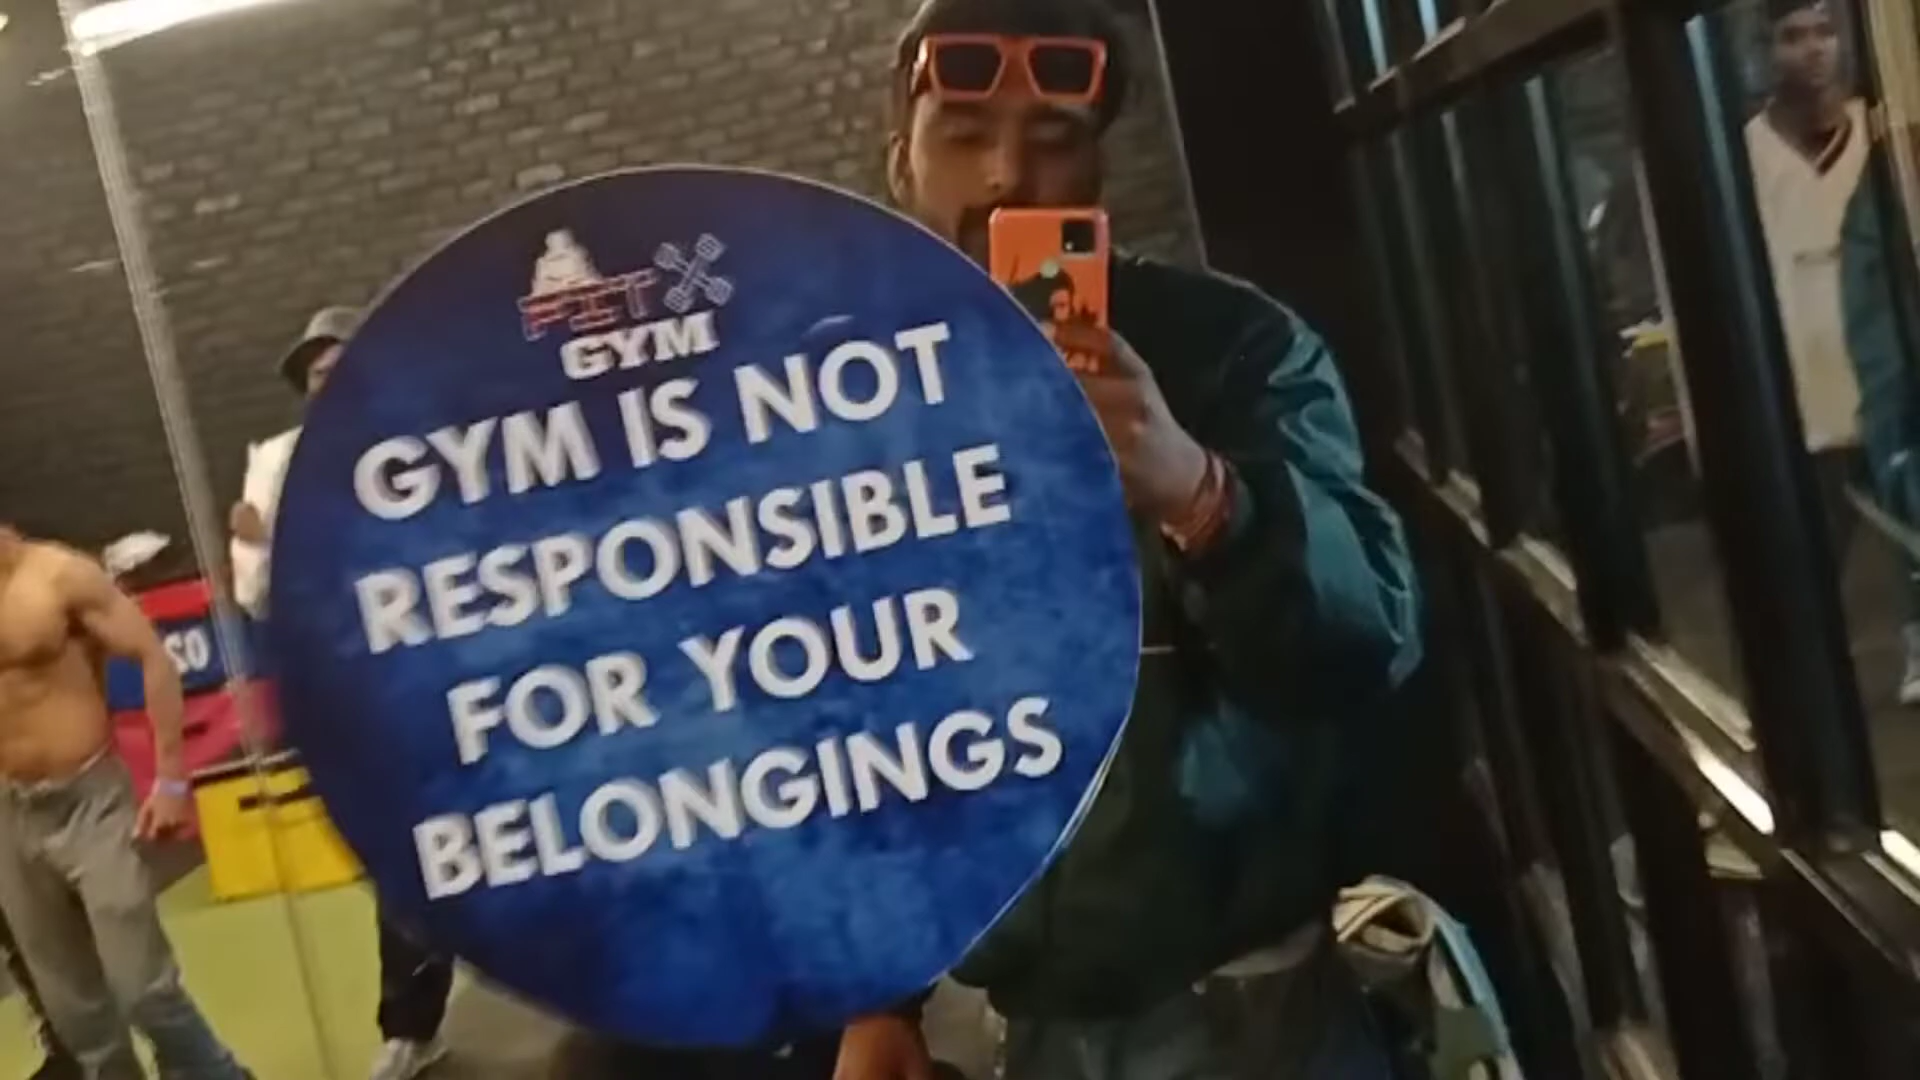 FIT
GYM
GYM IS NOT
RESPONSIBLE
FOR YOUR
BELONGINGS